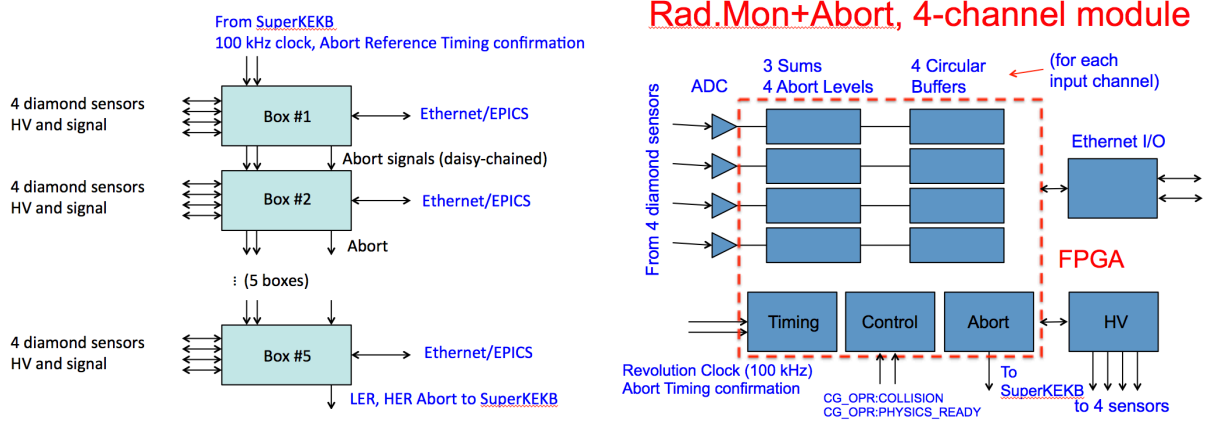 From SuperKEKB
100 kHz clock, Abort Reference Timing confirmation
4 diamond sensors
HV and signal
Box #1
Ethernet/EPICS
Abort signals (daisy-chained)
4 diamond sensors
HV and signal
Box #2
Ethernet/EPICS
Abort
⋮ (5 boxes)
4 diamond sensors
HV and signal
Box #5
Ethernet/EPICS
LER, HER Abort to SuperKEKB
Rad.Mon+Abort, 4-channel module
ADC
3 Sums
4 Abort Levels
4 Circular
Buffers
(for each
input channel)
From 4 diamond sensors
Ethernet I/O
FPGA
Timing
Control
Abort
HV
Revolution Clock (100 kHz)
Abort Timing confirmation
CG_OPR:COLLISION
CG_OPR:PHYSICS_READY
To
SuperKEKB
to 4 sensors